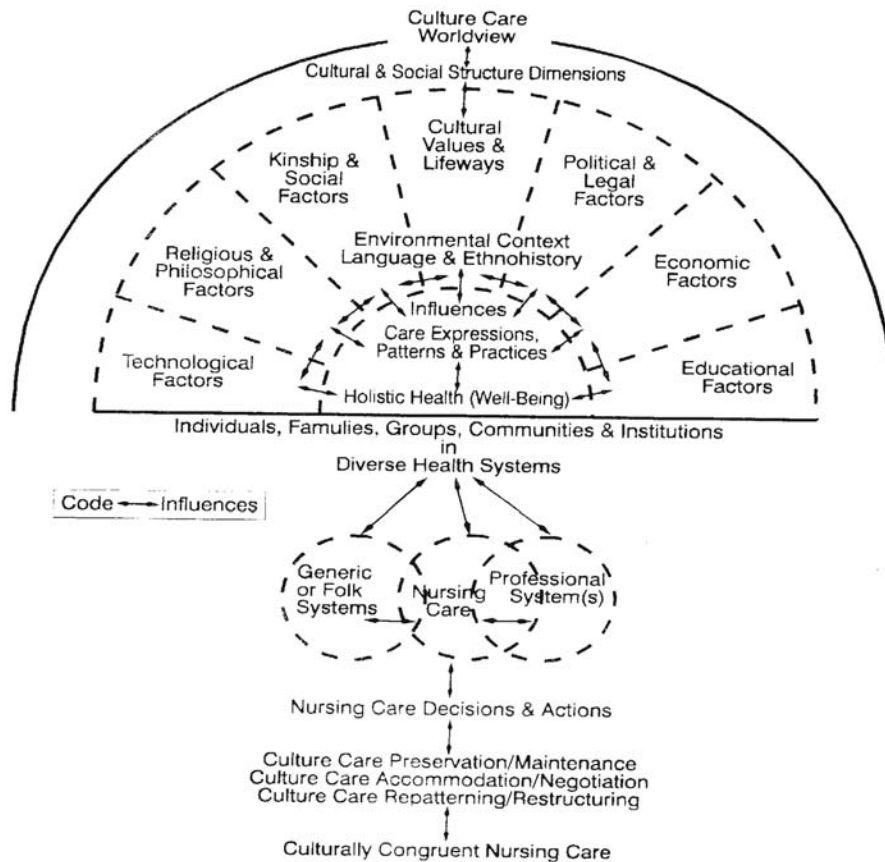 Culture Care
Worldview
Cultural & Social Structure Dimensions
Cultural
Values &
Lifeways
Kinship &
Social
Factors
Political &
Legal
Factors
Religious &
Philosophical
Factors
Environmental Context
Language & Ethnohistory
Economic
Factors
Influences
Care Expressions,
Patterns & Practices
Technological
Factors
Holistic Health (Well-Being)
Educational
Factors
Individuals, Famulies, Groups, Communities & Institutions
in
Diverse Health Systems
Code Influences
Generic
or Folk
Systems
Nursing
Care
Professional
System(s)
Nursing Care Decisions & Actions
Culture Care Preservation/Maintenance
Culture Care Accommodation/Negotiation
Culture Care Repatterning/Restructuring
Culturally Congruent Nursing Care